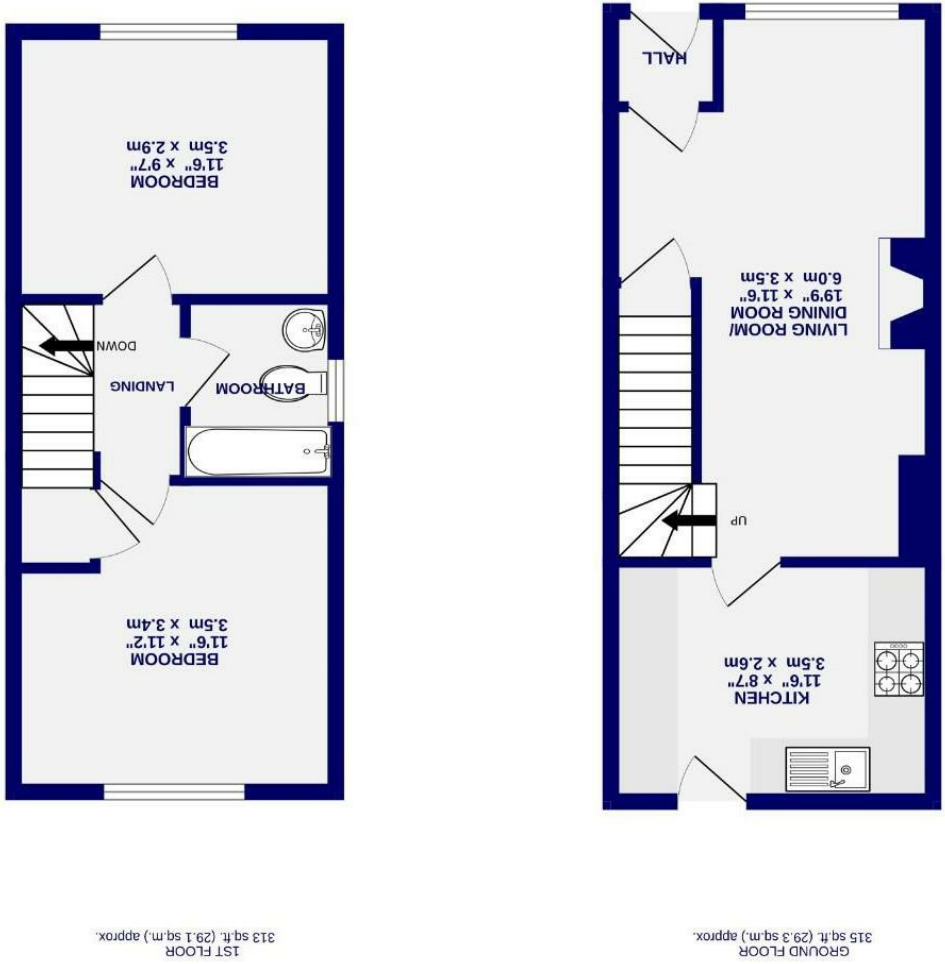 GROUND FLOOR
315 sq.ft. (29.3 sq.m.) approx.
KITCHEN
11'6" x 8'7"
3.5m x 2.6m
UP
LIVING ROOM/
DINING ROOM
19'9" x 11'6"
6.0m x 3.5m
HALL
1ST FLOOR
313 sq.ft. (29.1 sq.m.) approx.
BEDROOM
11'6" x 11'2"
3.5m x 3.4m
BATHROOM
LANDING
DOWN
BEDROOM
11'6" x 9'7"
3.5m x 2.9m